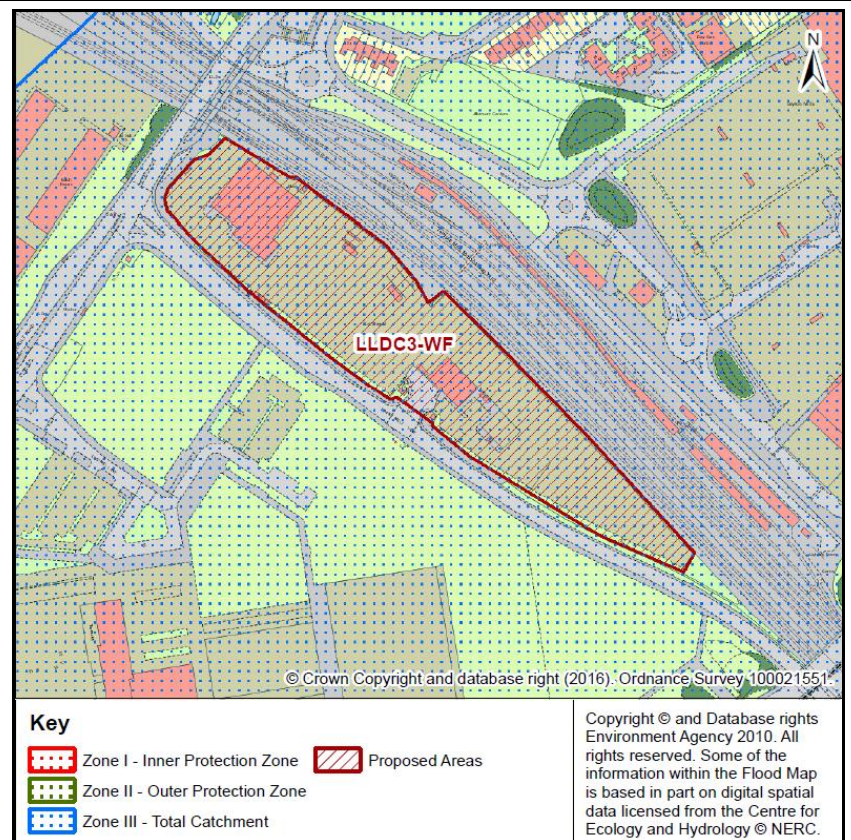 N
LLDC3-WF
© Crown Copyright and database right (2016). Ordnance Survey 100021551.
Key
Zone I - Inner Protection Zone
Proposed Areas
Zone II - Outer Protection Zone
Zone III - Total Catchment
Copyright © and Database rights
Environment Agency 2010. All
rights reserved. Some of the
information within the Flood Map
is based in part on digital spatial
data licensed from the Centre for
Ecology and Hydrology © NERC.